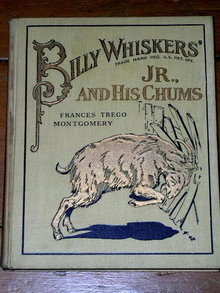 BILLY WHISKERS'
TRADE MARK REG. U.S. PAT. OFF.
JR.,
AND HIS CHUMS
FRANCES TREGO
MONTGOMERY